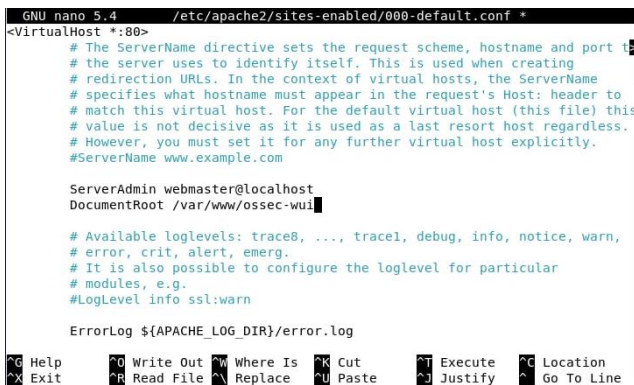 GNU nano 5.4 /etc/apache2/sites-enabled/000-default.conf *
<VirtualHost *:80>
# The ServerName directive sets the request scheme, hostname and port t>
# the server uses to identify itself. This is used when creating
# redirection URLs. In the context of virtual hosts, the ServerName
# specifies what hostname must appear in the request's Host: header to
# match this virtual host. For the default virtual host (this file) this
# value is not decisive as it is used as a last resort host regardless.
# However, you must set it for any further virtual host explicitly.
#ServerName www.example.com
ServerAdmin webmaster@localhost
DocumentRoot /var/www/ossec-wui
# Available loglevels: trace8, ..., trace1, debug, info, notice, warn,
# error, crit, alert, emerg.
# It is also possible to configure the loglevel for particular
# modules, e.g.
#LogLevel info ssl:warn
ErrorLog ${APACHE_LOG_DIR}/error.log
^G Help ^O Write Out ^W Where Is ^K Cut ^T Execute ^C Location
^X Exit ^R Read File ^\ Replace ^U Paste ^J Justify ^_ Go To Line